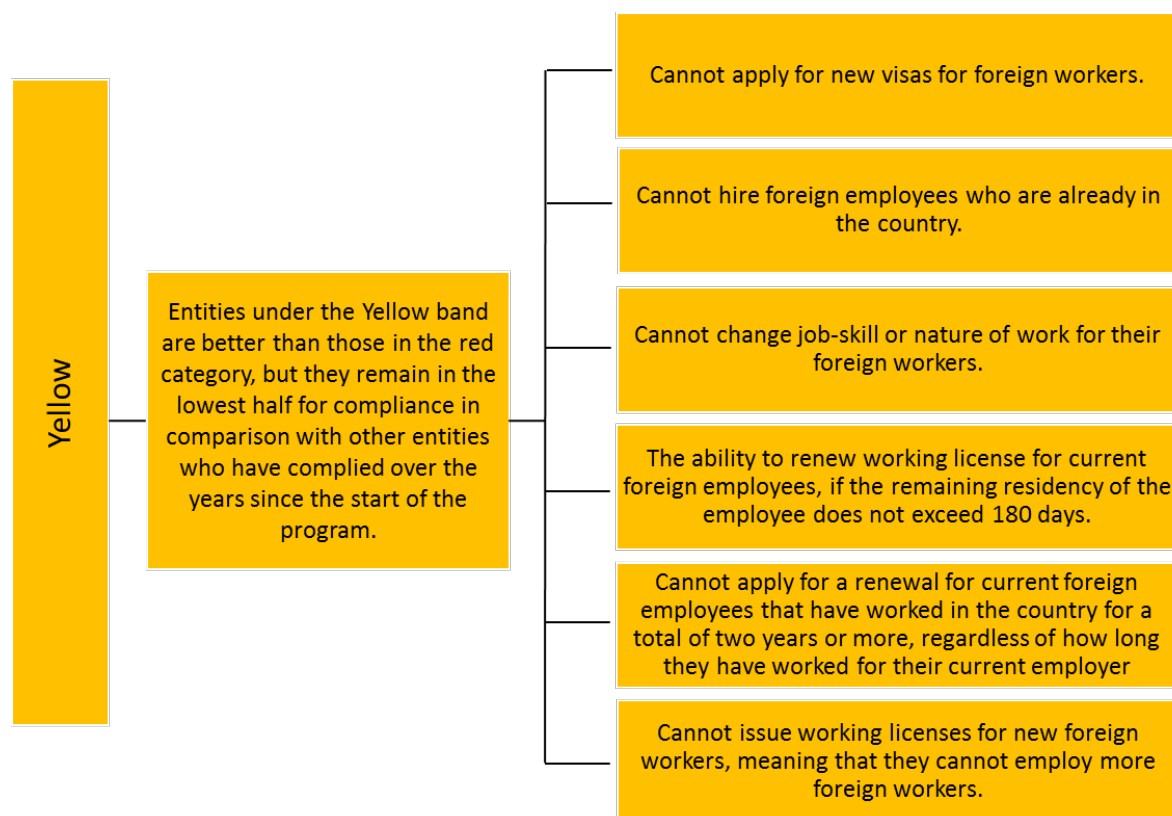 Yellow
Entities under the Yellow band
are better than those in the red
category, but they remain in the
lowest half for compliance in
comparison with other entities
who have complied over the
years since the start of the
program.
Cannot apply for new visas for foreign workers.
Cannot hire foreign employees who are already in
the country.
Cannot change job-skill or nature of work for their
foreign workers.
The ability to renew working license for current
foreign employees, if the remaining residency of the
employee does not exceed 180 days.
Cannot apply for a renewal for current foreign
employees that have worked in the country for a
total of two years or more, regardless of how long
they have worked for their current employer
Cannot issue working licenses for new foreign
workers, meaning that they cannot employ more
foreign workers.